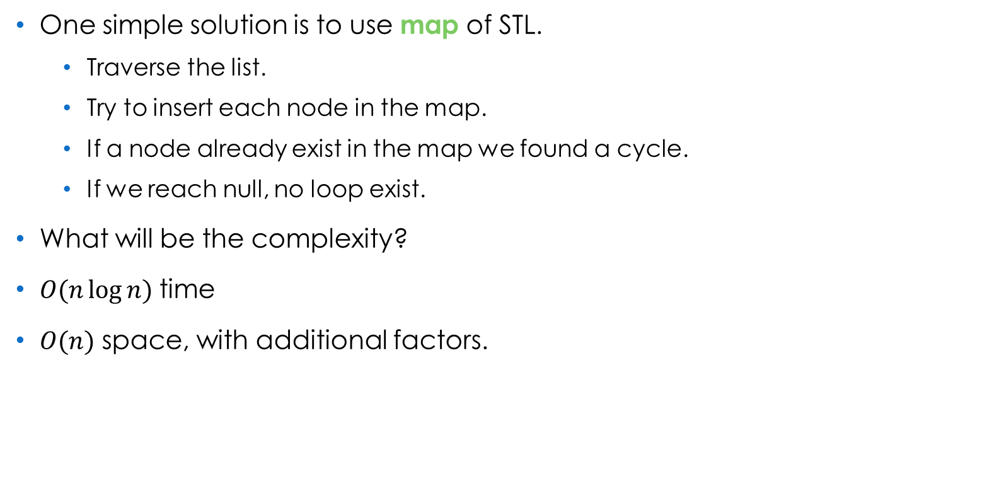 • One simple solution is to use map of STL.
• Traverse the list.
• Try to insert each node in the map.
• If a node already exist in the map we found a cycle.
• If we reach null, no loop exist.
• What will be the complexity?
• O(n log n) time
• O(n) space, with additional factors.